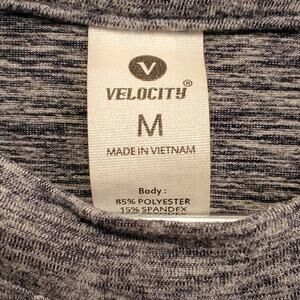 V
VELOCITY®
M
MADE IN VIETNAM
Body:
85% POLYESTER
15% SPANDEX